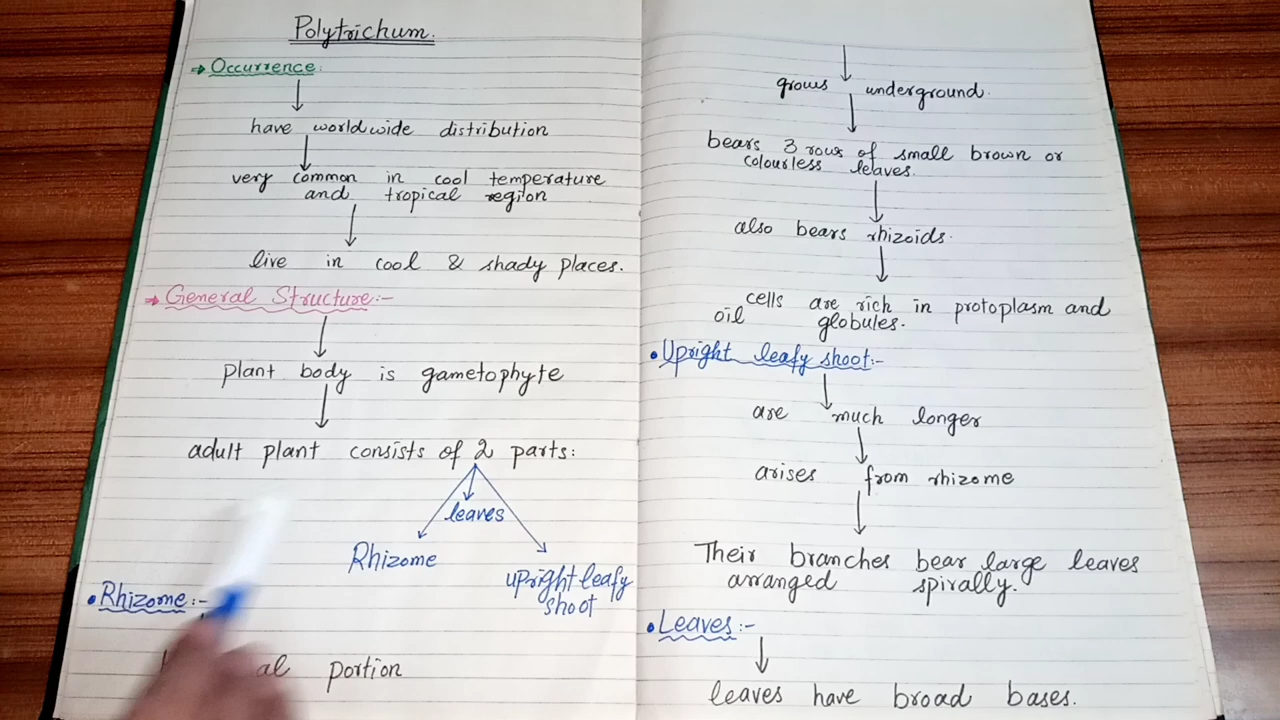 Polytrichum.
⇒ Occurrence:
have worldwide distribution
very common in cool temperature
and tropical region
live in cool & shady places.
⇒ General Structure:-
plant body is gametophyte
adult plant consists of 2 parts:
leaves
Rhizome
upright leafy
shoot
• Rhizome:-
portion
grows underground.
bears 3 rows of small brown or
colourless leaves.
also bears rhizoids.
cells are rich in protoplasm and
oil globules.
• Upright leafy shoot:-
are much longer
arises from rhizome
Their branches bear large leaves
arranged spirally.
• Leaves:-
leaves have broad bases.